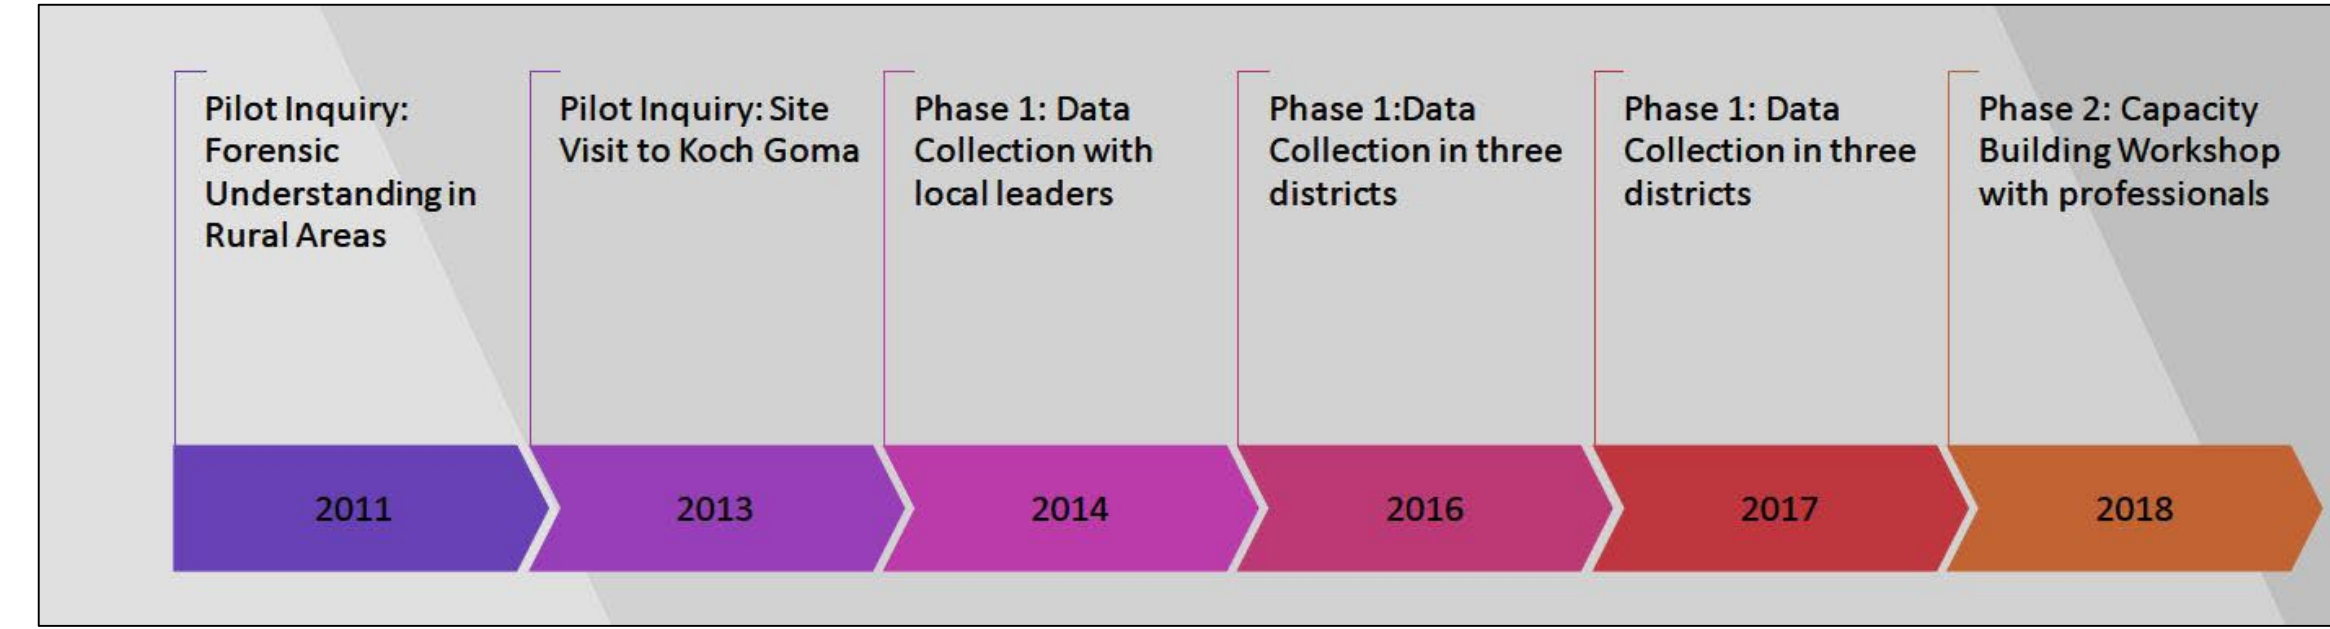 Pilot Inquiry:
Forensic
Understanding in
Rural Areas
Pilot Inquiry: Site
Visit to Koch Goma
Phase 1: Data
Collection with
local leaders
Phase 1:Data
Collection in three
districts
Phase 1: Data
Collection in three
districts
Phase 2: Capacity
Building Workshop
with professionals
2011
2013
2014
2016
2017
2018